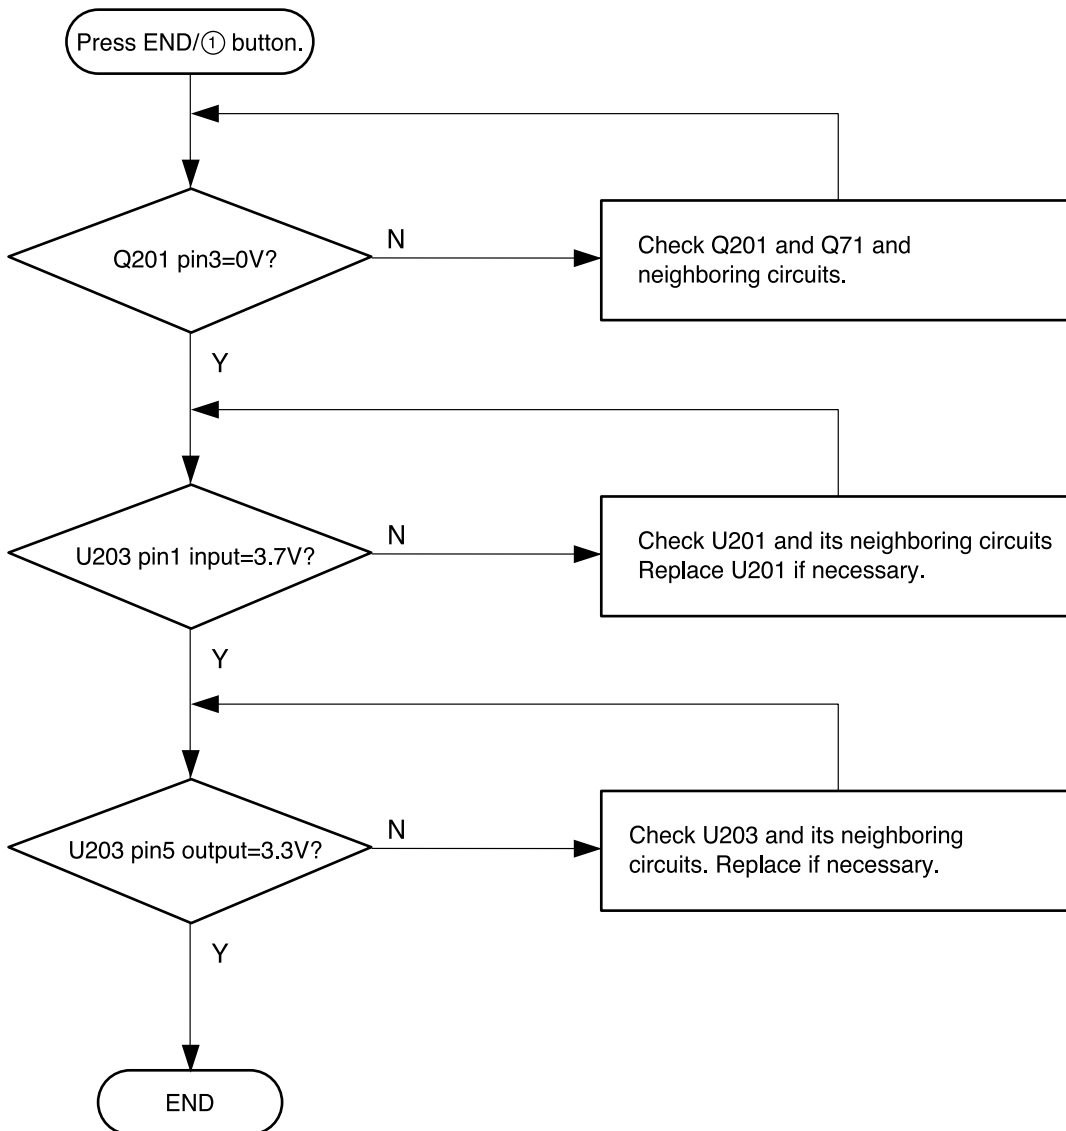 Press END/① button.
Q201 pin3=0V?
N
Check Q201 and Q71 and
neighboring circuits.
Y
U203 pin1 input=3.7V?
N
Check U201 and its neighboring circuits
Replace U201 if necessary.
Y
U203 pin5 output=3.3V?
N
Check U203 and its neighboring
circuits. Replace if necessary.
Y
END